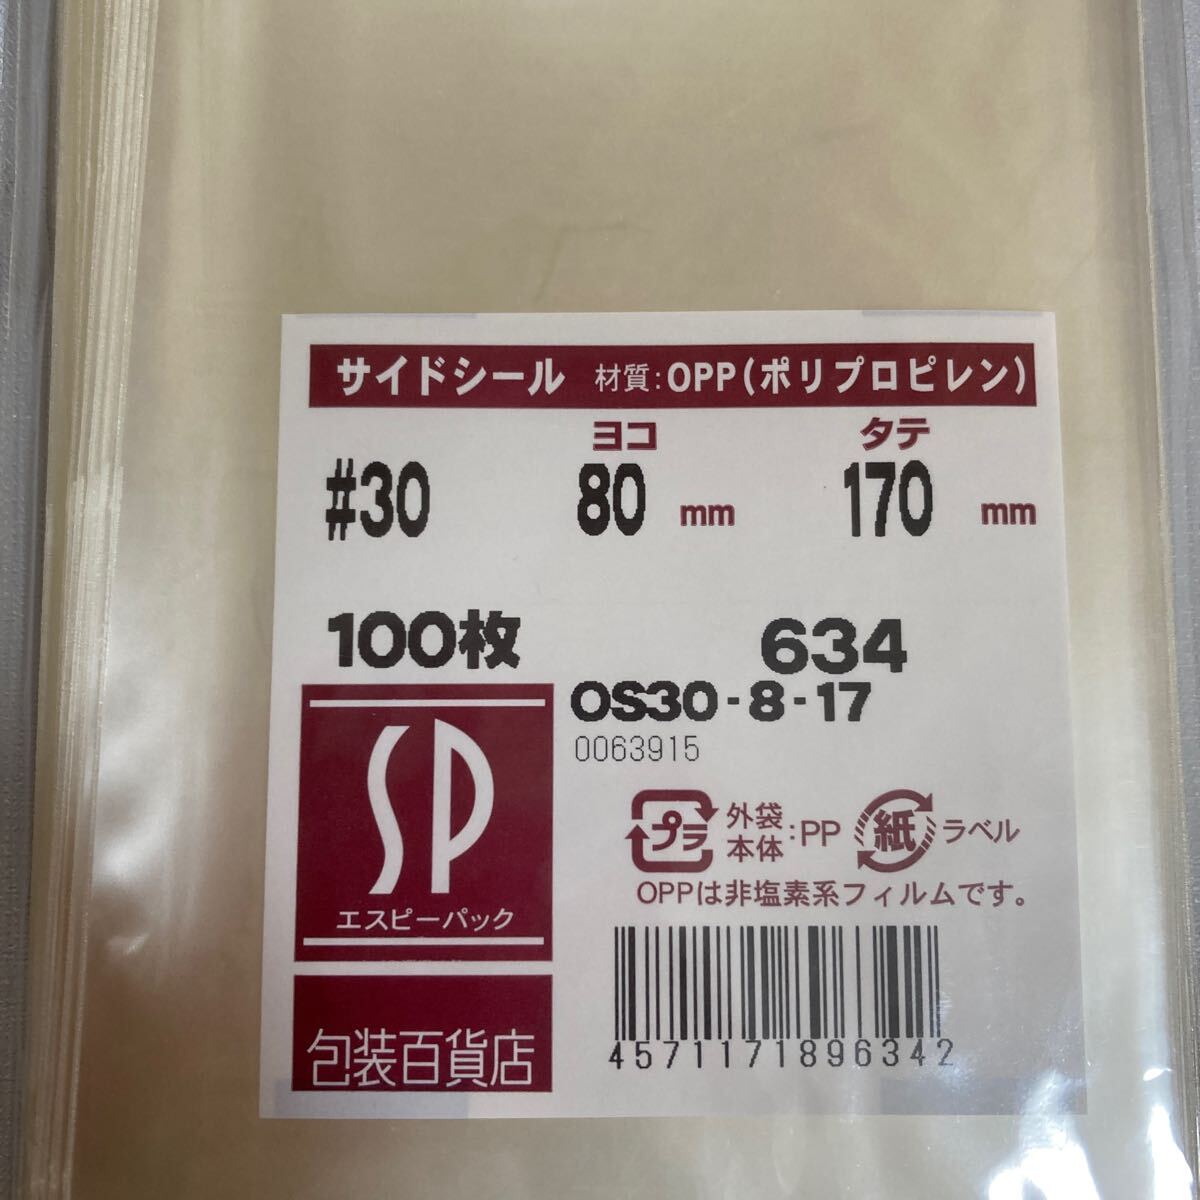 サイドシール 材質:OPP(ポリプロピレン)
ヨコ タテ
#30 80 mm 170 mm
100枚 634
OS30-8-17
0063915
SP
エスピーパック
包装百貨店
プラ 外袋 本体 :PP 紙 ラベル
OPPは非塩素系フィルムです。
4571171896342